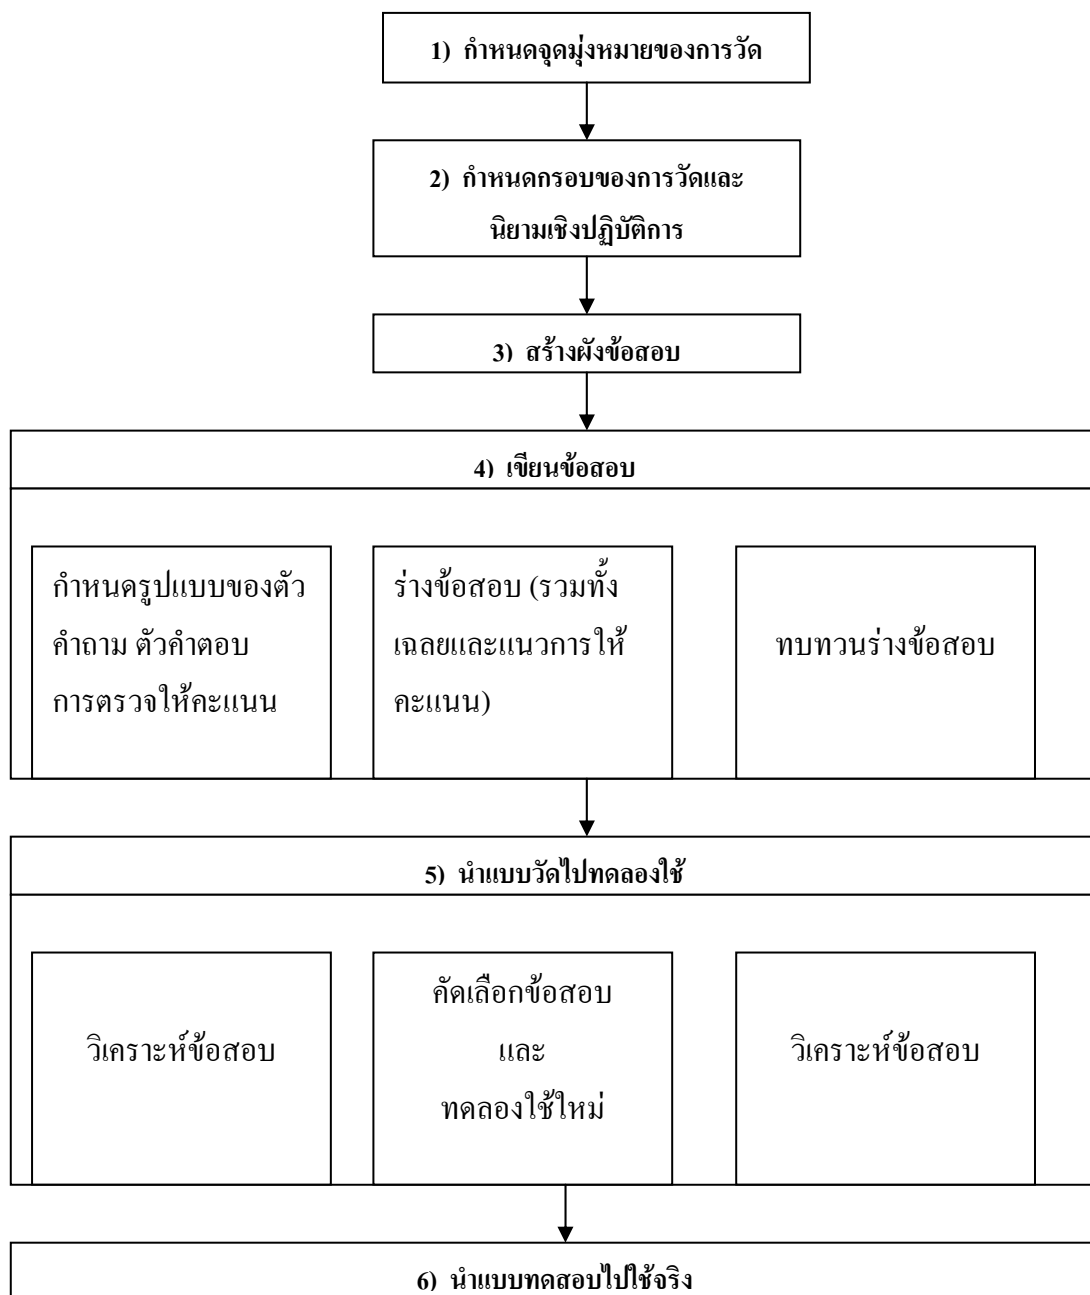 1) กำหนดจุดมุ่งหมายของการวัด
2) กำหนดกรอบของการวัดและ
นิยามเชิงปฏิบัติการ
3) สร้างผังข้อสอบ
4) เขียนข้อสอบ
กำหนดรูปแบบของตัว
คำถาม ตัวคำตอบ
การตรวจให้คะแนน
ร่างข้อสอบ (รวมทั้ง
เฉลยและแนวการให้
คะแนน)
ทบทวนร่างข้อสอบ
5) นำแบบวัดไปทดลองใช้
วิเคราะห์ข้อสอบ
คัดเลือกข้อสอบ
และ
ทดลองใช้ใหม่
วิเคราะห์ข้อสอบ
6) นำแบบทดสอบไปใช้จริง